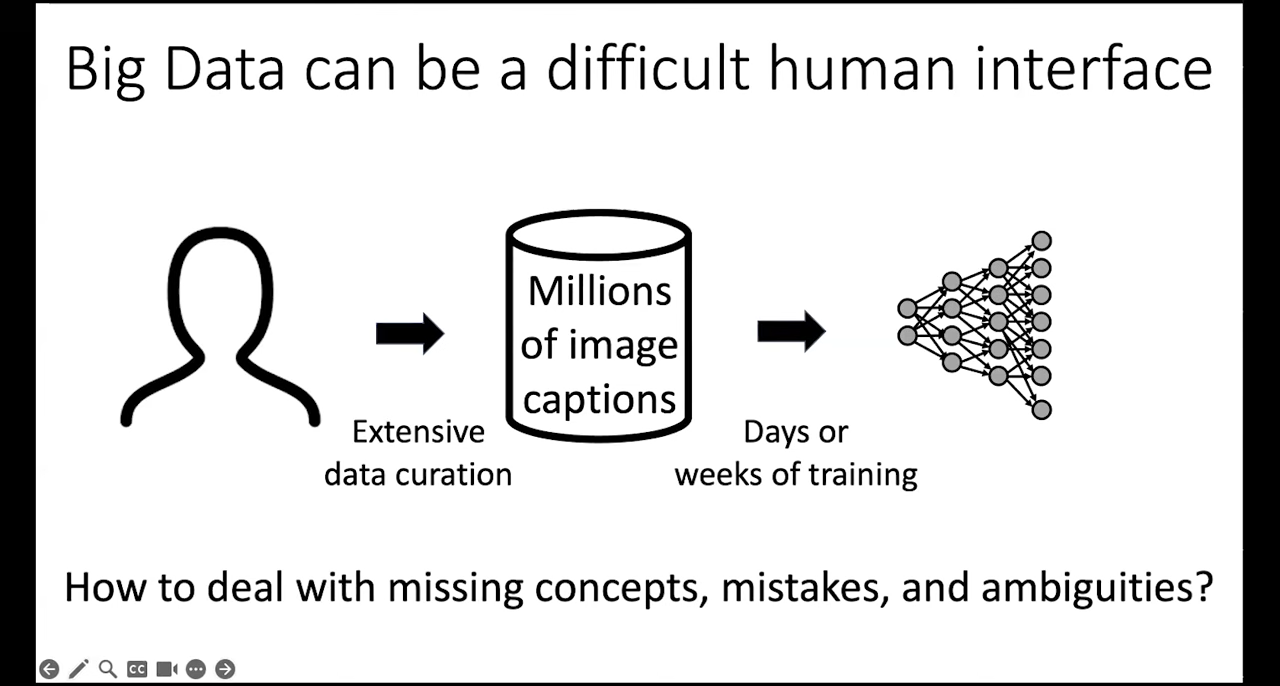 Big Data can be a difficult human interface
Millions
of image
captions
Extensive
data curation
Days or
weeks of training
How to deal with missing concepts, mistakes, and ambiguities?
CC